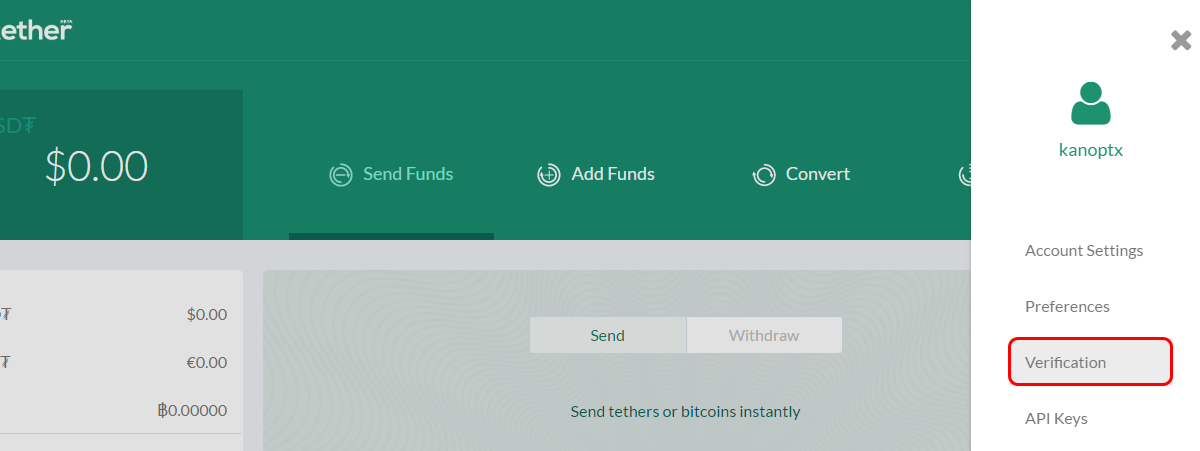 ether BETA
SD₮
$0.00
Send Funds
Add Funds
Convert
kanoptx
Account Settings
Preferences
Verification
API Keys
₮ $0.00
₮ €0.00
฿0.00000
Send
Withdraw
Send tethers or bitcoins instantly